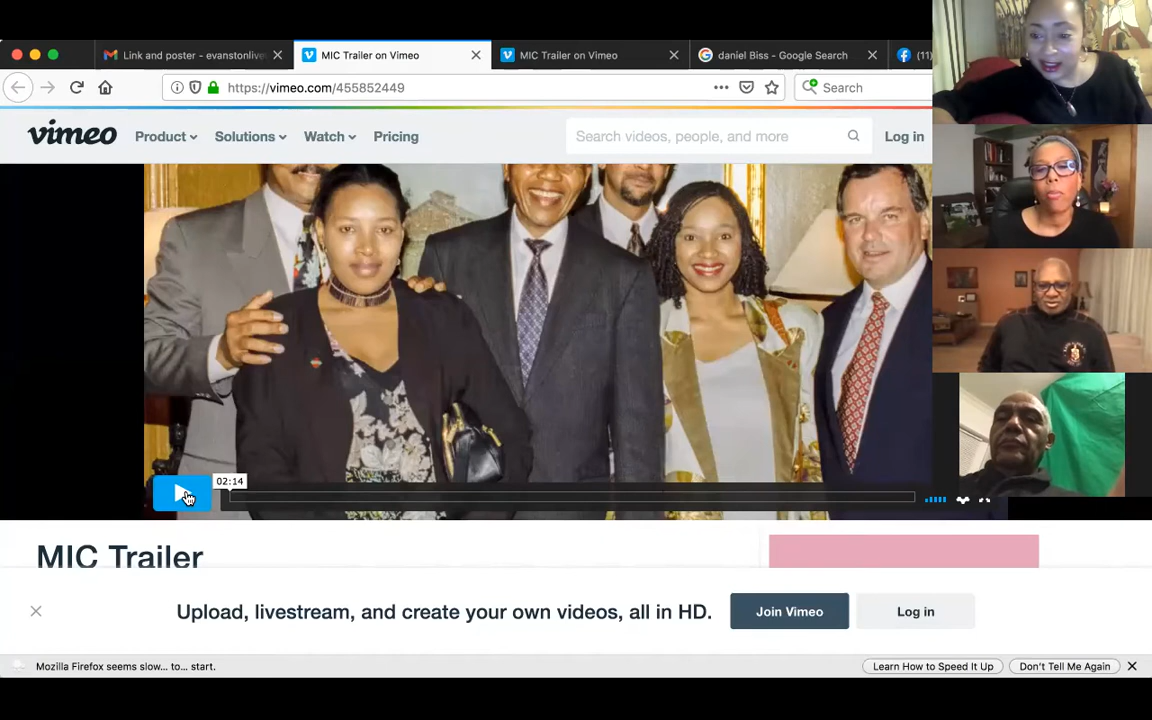 Link and poster - evanstonlive
MIC Trailer on Vimeo
MIC Trailer on Vimeo
daniel Biss - Google Search
(11)
https://vimeo.com/455852449
Search
vimeo
Product
Solutions
Watch
Pricing
Search videos, people, and more
Log in
02:14
MIC Trailer
Upload, livestream, and create your own videos, all in HD.
Join Vimeo
Log in
Mozilla Firefox seems slow... to... start.
Learn How to Speed It Up
Don't Tell Me Again